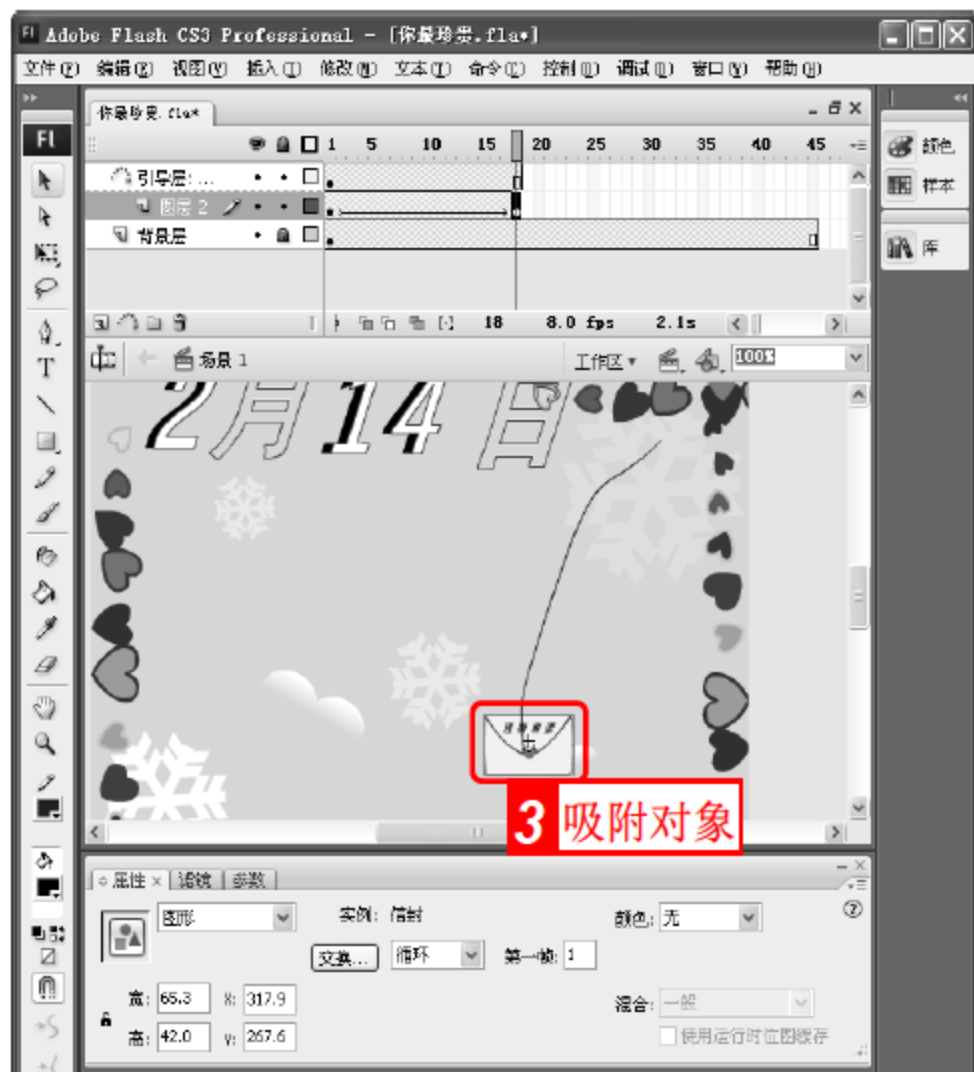 Adobe Flash CS3 Professional - [你最珍贵.fla*]
文件(F) 编辑(E) 视图(V) 插入(I) 修改(M) 文本(T) 命令(C) 控制(O) 调试(D) 窗口(W) 帮助(H)
你最珍贵.fla*
Fl
1 5 10 15 20 25 30 35 40 45
颜色
引导层: ...
样本
图层 2
背景层
库
18 8.0 fps 2.1s
场景 1
工作区
100%
T
2月14日
3 吸附对象
属性 滤镜 参数
图形
实例: 信封
颜色: 无
交换... 循环 第一帧: 1
宽: 65.3 X: 317.9
混合: 一般
高: 42.0 Y: 267.6
使用运行时位图缓存